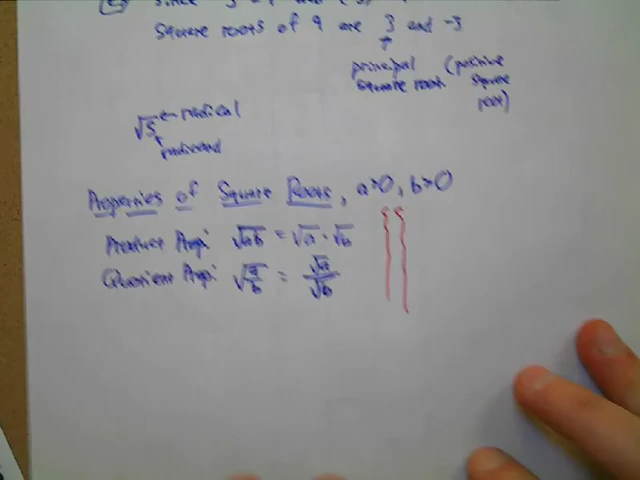 Square roots of 9 are 3 and -3
principal (positive
square root square
root)
√5 ← radical
radicand
Properties of Square Roots, a>0, b>0
Product Prop: √ab = √a · √b
Quotient Prop: √a/b = √a/√b